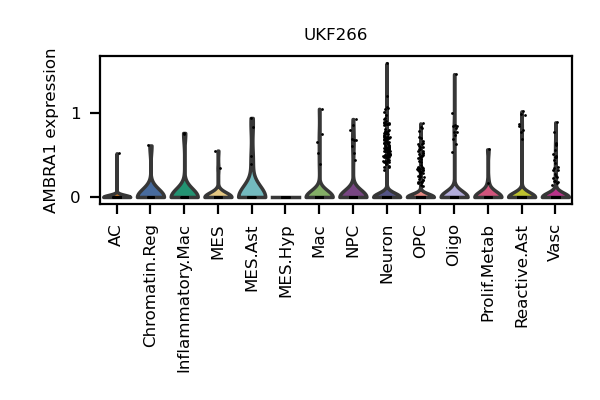 UKF266
AMBRA1 expression
1
0
AC
Chromatin.Reg
Inflammatory.Mac
MES
MES.Ast
MES.Hyp
Mac
NPC
Neuron
OPC
Oligo
Prolif.Metab
Reactive.Ast
Vasc